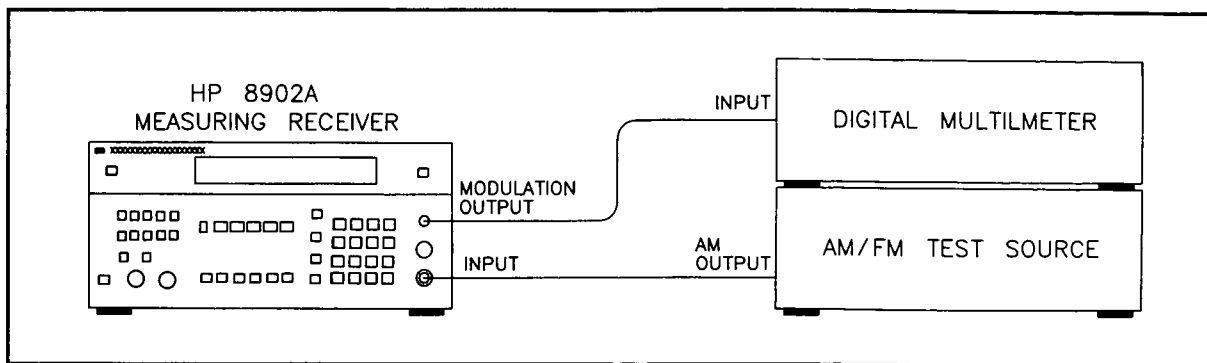 HP 8902A
MEASURING RECEIVER
MODULATION
OUTPUT
INPUT
INPUT
DIGITAL MULTILMETER
AM
OUTPUT
AM/FM TEST SOURCE